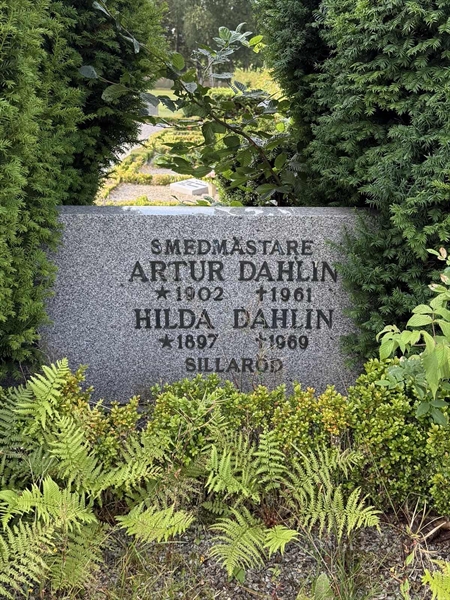 SMEDMÄSTARE
ARTUR DAHLIN
★1902 †1961
HILDA DAHLIN
★1897 †1969
SILLARÖD